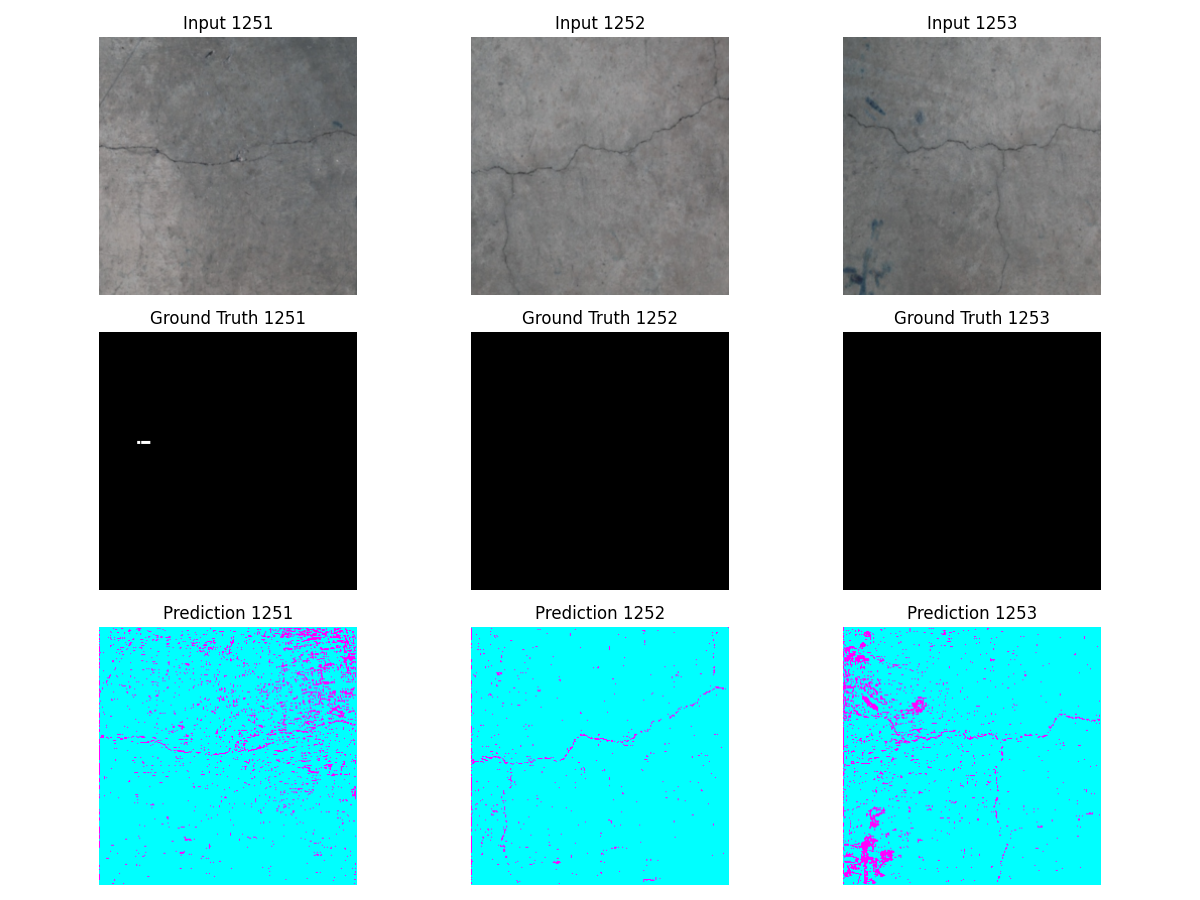 Input 1251
Input 1252
Input 1253
Ground Truth 1251
Ground Truth 1252
Ground Truth 1253
Prediction 1251
Prediction 1252
Prediction 1253